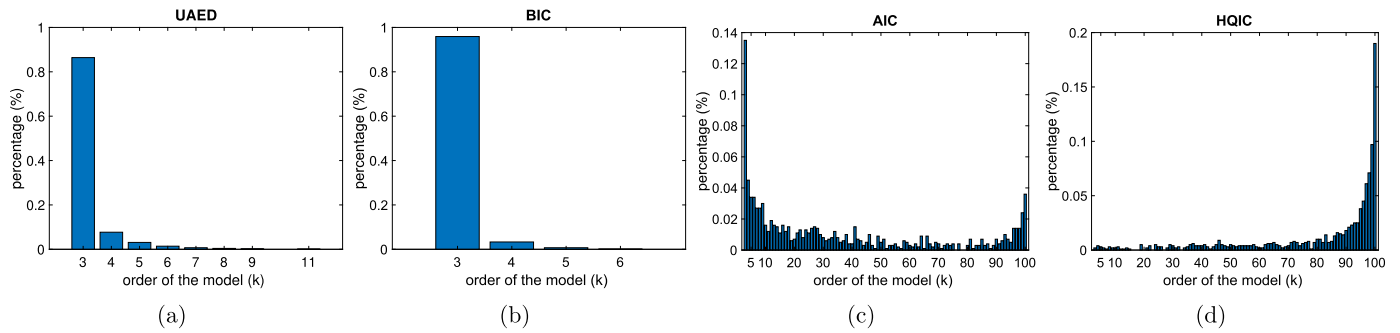 UAED
1
0.8
0.6
0.4
0.2
0
percentage (%)
3 4 5 6 7 8 9 11
order of the model (k)
(a)
BIC
1
0.8
0.6
0.4
0.2
0
percentage (%)
3 4 5 6
order of the model (k)
(b)
AIC
0.14
0.12
0.1
0.08
0.06
0.04
0.02
0
percentage (%)
5 10 20 30 40 50 60 70 80 90 100
order of the model (k)
(c)
HQIC
0.2
0.15
0.1
0.05
0
percentage (%)
5 10 20 30 40 50 60 70 80 90 100
order of the model (k)
(d)